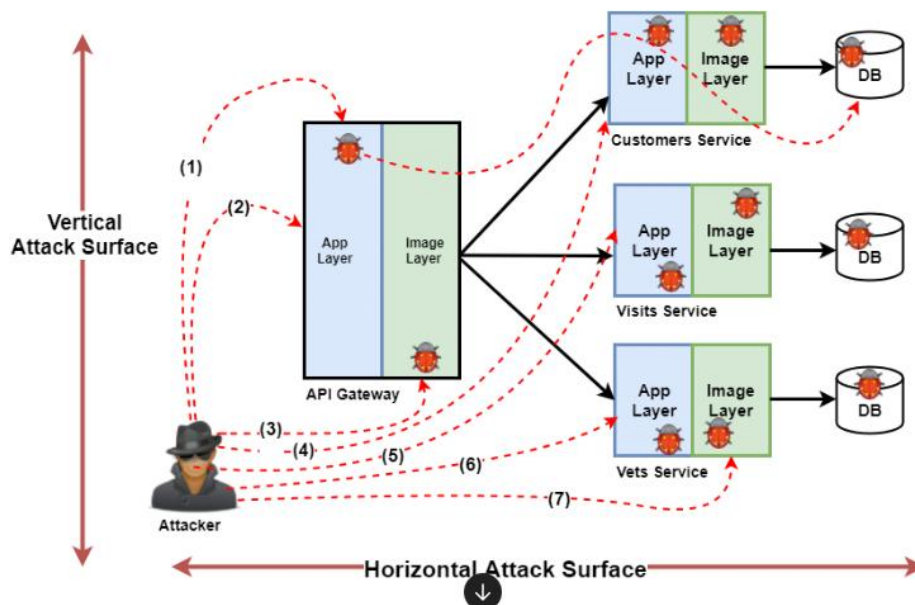 App
Layer
Image
Layer
DB
Customers Service
(1)
(2)
Vertical
Attack Surface
App
Layer
Image
Layer
API Gateway
App
Layer
Image
Layer
DB
Visits Service
App
Layer
Image
Layer
DB
Vets Service
(3)
(4)
(5)
(6)
(7)
Attacker
Horizontal Attack Surface